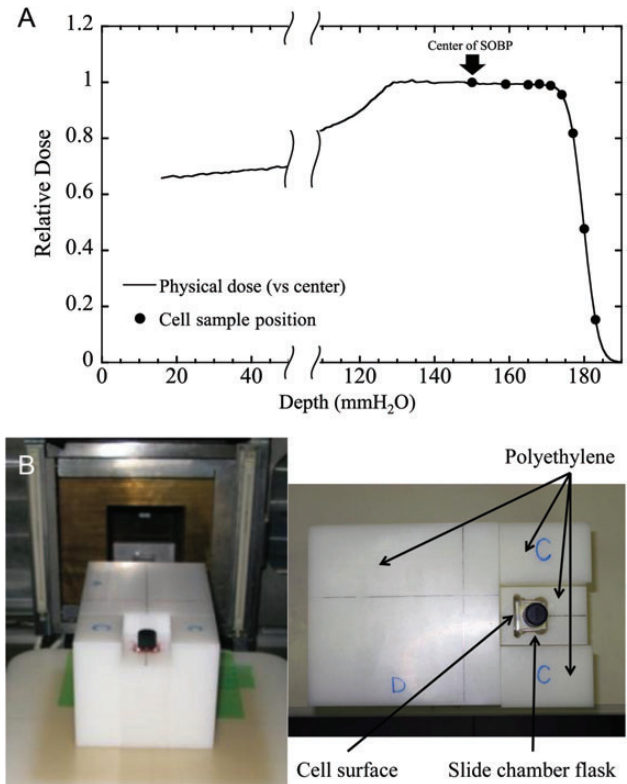 A
Relative Dose
1.2
1
0.8
0.6
0.4
0.2
0
Center of SOBP
Physical dose (vs center)
Cell sample position
0 20 40 60 120 140 160 180
Depth (mmH₂O)
B
Polyethylene
C
D
C
Cell surface
Slide chamber flask